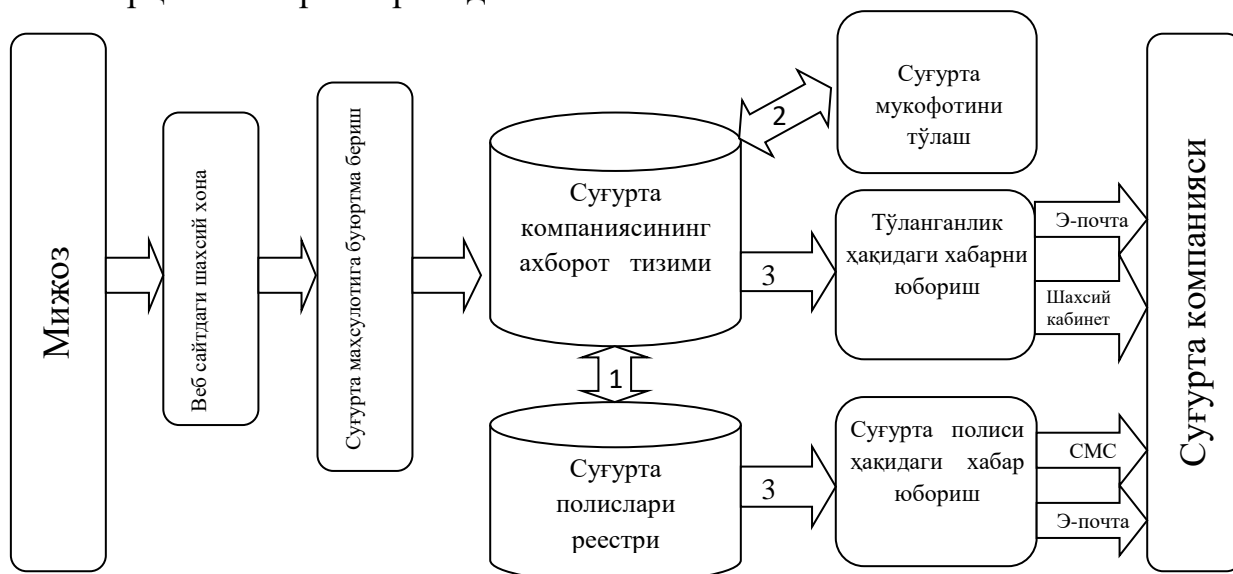 Мижоз
Веб сайтдаги шахсий хона
Суғурта маҳсулотига буюртма бериш
Суғурта
компаниясининг
ахборот тизими
1
Суғурта
полислари
реестри
2
Суғурта
мукофотини
тўлаш
3
Тўланганлик
ҳақидаги хабарни
юбориш
Э-почта
Шахсий
кабинет
3
Суғурта полиси
ҳақидаги хабар
юбориш
СМС
Э-почта
Суғурта компанияси